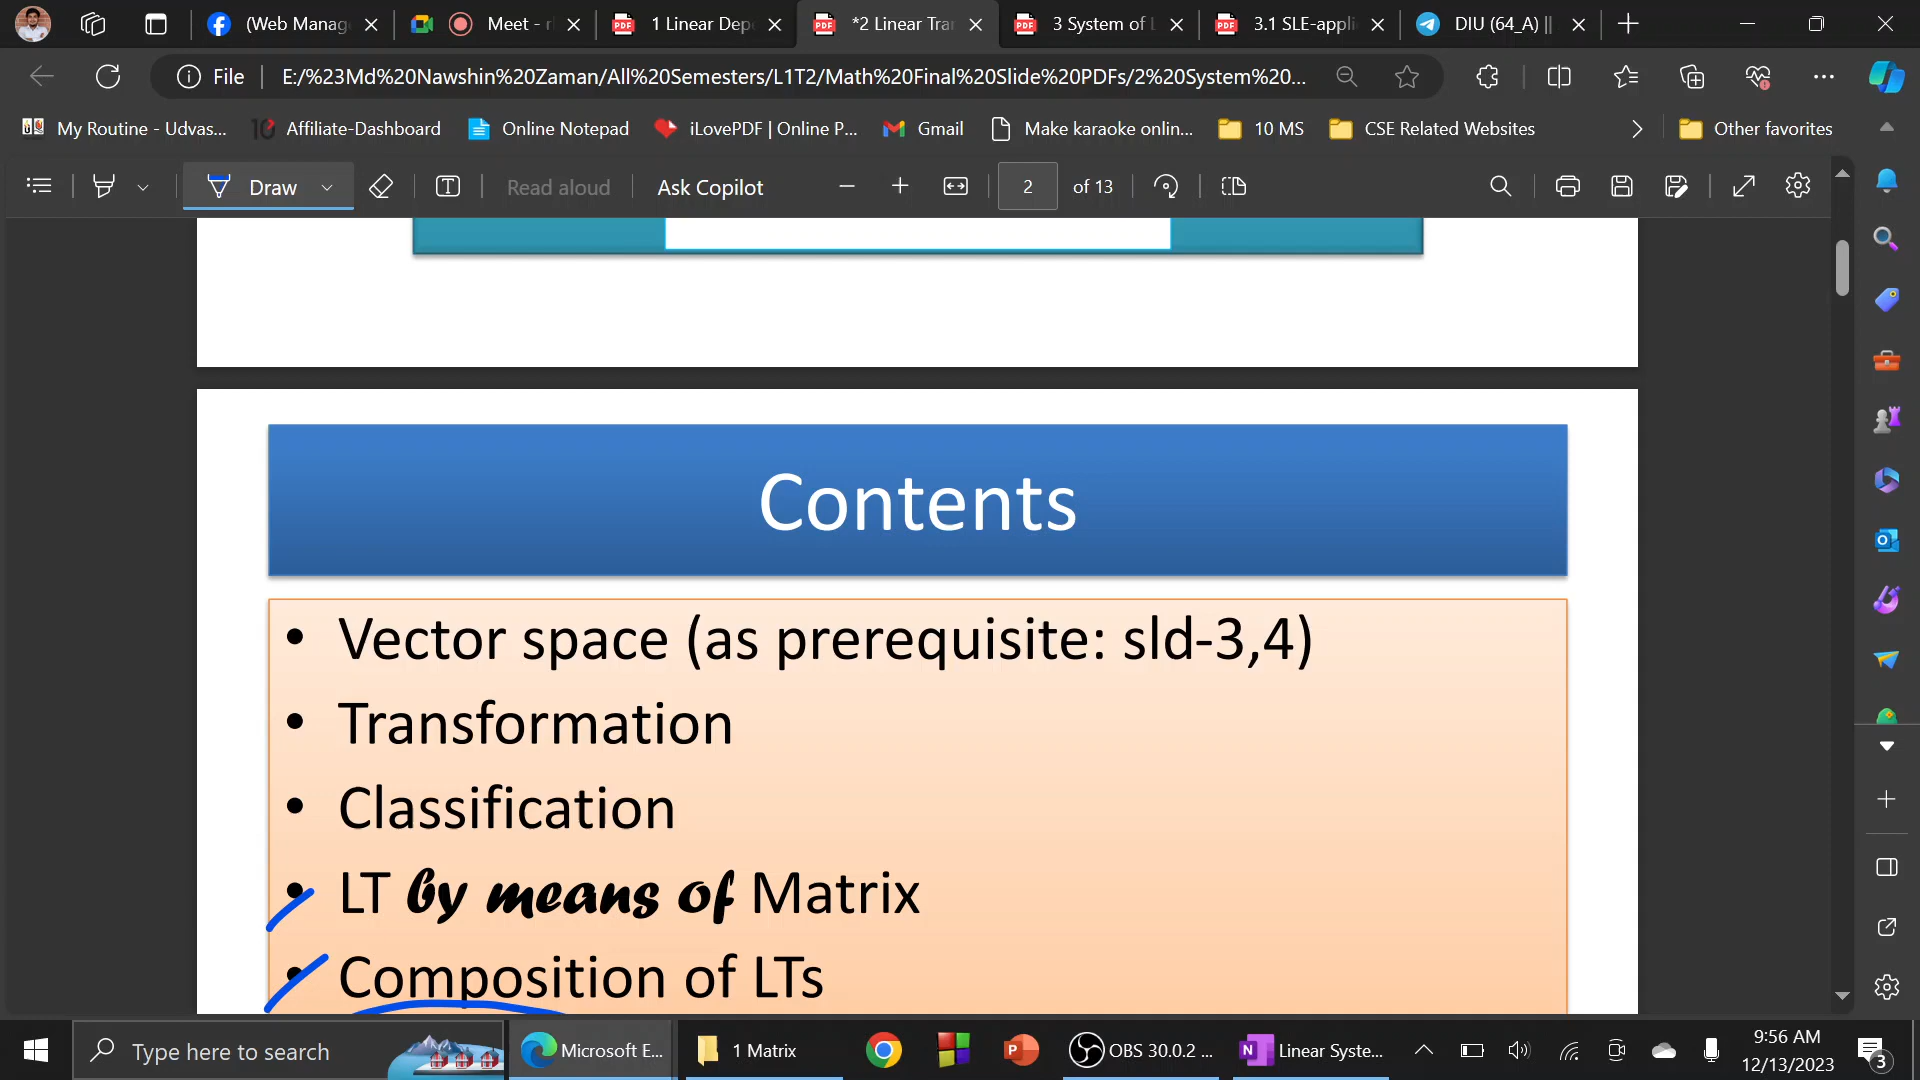 (Web Manag
Meet - r
1 Linear Dep
*2 Linear Tra
3 System of L
3.1 SLE-appli
DIU (64_A) ||
File
E:/%23Md%20Nawshin%20Zaman/All%20Semesters/L1T2/Math%20Final%20Slide%20PDFs/2%20System%20...
My Routine - Udvas...
Affiliate-Dashboard
Online Notepad
iLovePDF | Online P...
Gmail
Make karaoke onlin...
10 MS
CSE Related Websites
Other favorites
Draw
Read aloud
Ask Copilot
2
of 13
Contents
• Vector space (as prerequisite: sld-3,4)
• Transformation
• Classification
• LT by means of Matrix
• Composition of LTs
Type here to search
Microsoft E...
1 Matrix
OBS 30.0.2 ...
Linear Syste...
9:56 AM
12/13/2023
3